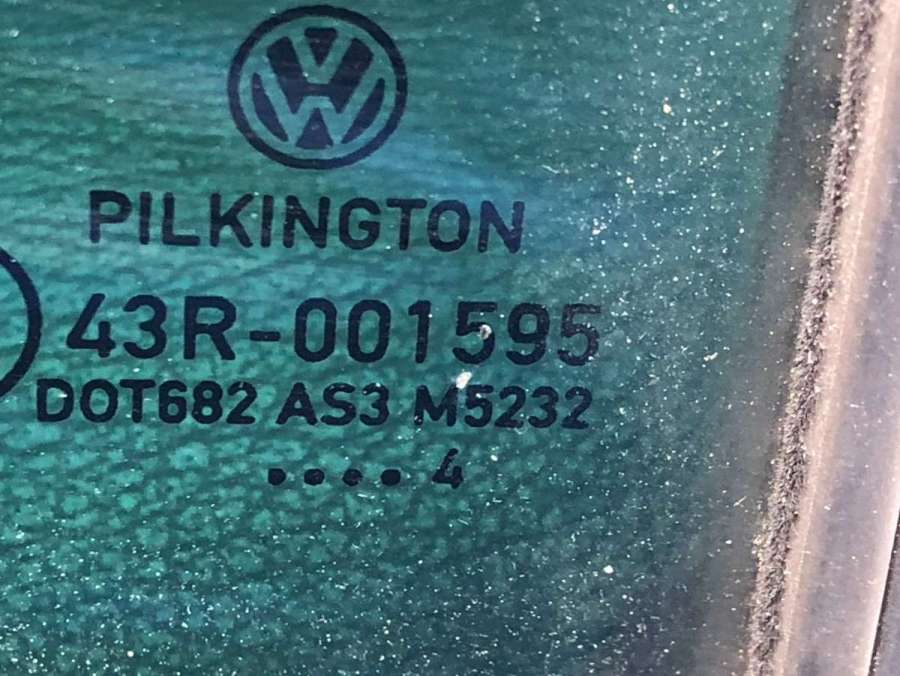 PILKINGTON
43R-001595
DOT682 AS3 M5232
.... 4